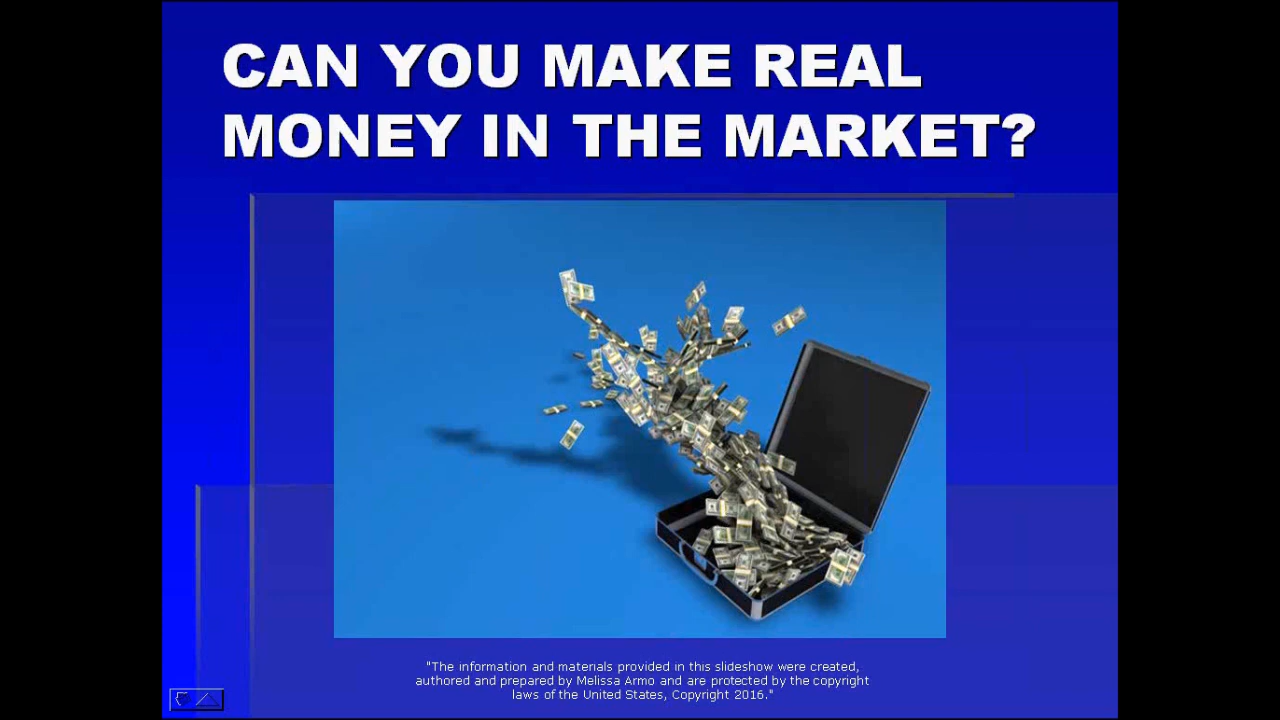 CAN YOU MAKE REAL
MONEY IN THE MARKET?
"The information and materials provided in this slideshow were created,
authored and prepared by Melissa Armo and are protected by the copyright
laws of the United States, Copyright 2016."